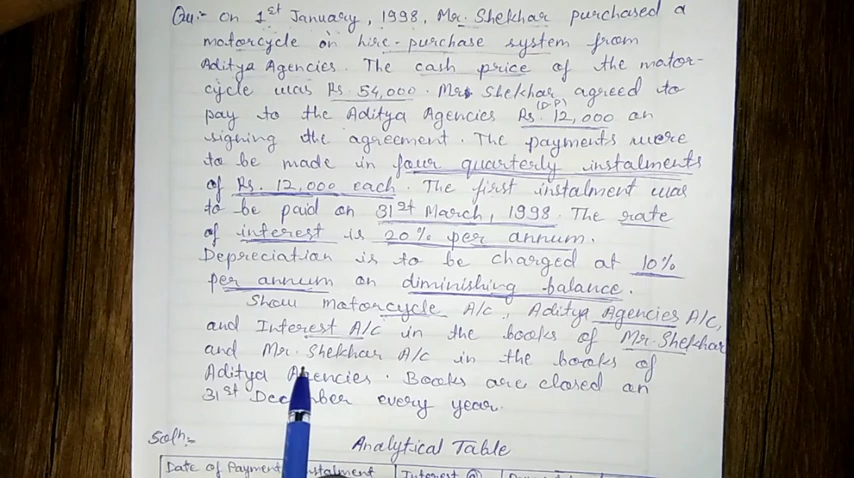 Qu:- On 1st January, 1998, Mr. Shekhar purchased a
motorcycle on hire-purchase system from
Aditya Agencies. The cash price of the motor-
cycle was Rs. 54,000. Mr. Shekhar agreed to
(D.P)
pay to the Aditya Agencies Rs. 12,000 on
signing the agreement. The payments were
to be made in four quarterly instalments
of Rs. 12,000 each. The first instalment was
to be paid on 31st March, 1998. The rate
of interest is 20% per annum.
Depreciation is to be charged at 10%
per annum on diminishing balance.
Show motorcycle A/C, Aditya Agencies A/C,
and Interest A/C in the books of Mr. Shekhar
and Mr. Shekhar A/C in the books of
Aditya Agencies. Books are closed on
31st December every year.
Soln:-
Analytical Table
Date of Payment Instalment Interest @